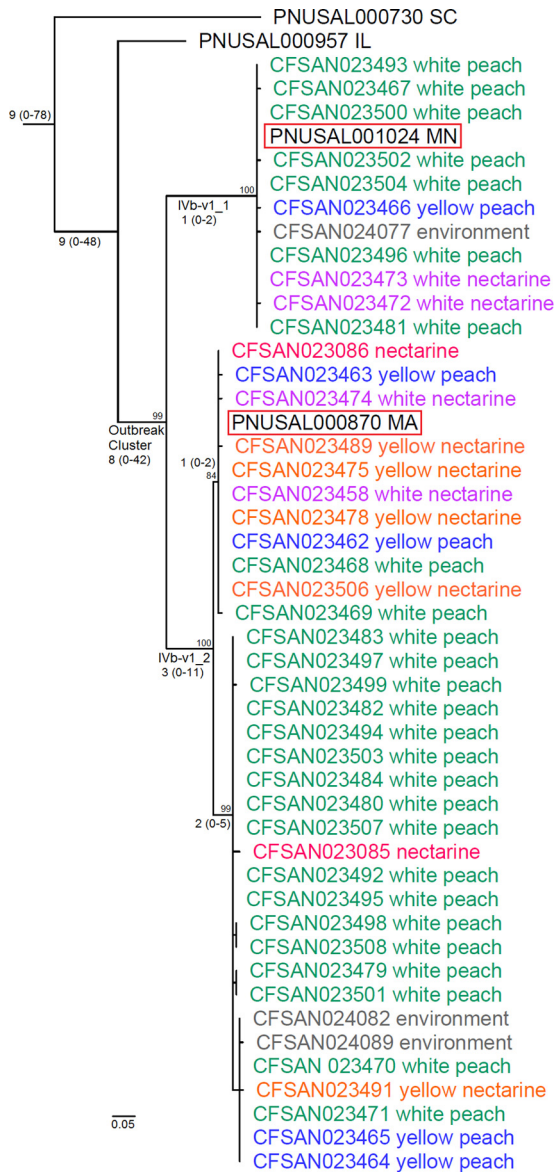 PNUSAL000730 SC
PNUSAL000957 IL
CFSAN023493 white peach
CFSAN023467 white peach
9 (0-78)
CFSAN023500 white peach
PNUSAL001024 MN
CFSAN023502 white peach
100
CFSAN023504 white peach
IVb-v1_1
1 (0-2)
CFSAN023466 yellow peach
CFSAN024077 environment
9 (0-48)
CFSAN023496 white peach
CFSAN023473 white nectarine
CFSAN023472 white nectarine
CFSAN023481 white peach
CFSAN023086 nectarine
CFSAN023463 yellow peach
CFSAN023474 white nectarine
99
PNUSAL000870 MA
Outbreak
Cluster
8 (0-42)
CFSAN023489 yellow nectarine
1 (0-2)
84
CFSAN023475 yellow nectarine
CFSAN023458 white nectarine
CFSAN023478 yellow nectarine
CFSAN023462 yellow peach
CFSAN023468 white peach
CFSAN023506 yellow nectarine
CFSAN023469 white peach
CFSAN023483 white peach
100
IVb-v1_2
3 (0-11)
CFSAN023497 white peach
CFSAN023499 white peach
CFSAN023482 white peach
CFSAN023494 white peach
CFSAN023503 white peach
CFSAN023484 white peach
CFSAN023480 white peach
99
2 (0-5)
CFSAN023507 white peach
CFSAN023085 nectarine
CFSAN023492 white peach
CFSAN023495 white peach
CFSAN023498 white peach
CFSAN023508 white peach
CFSAN023479 white peach
CFSAN023501 white peach
CFSAN024082 environment
CFSAN024089 environment
CFSAN 023470 white peach
CFSAN023491 yellow nectarine
CFSAN023471 white peach
0.05
CFSAN023465 yellow peach
CFSAN023464 yellow peach